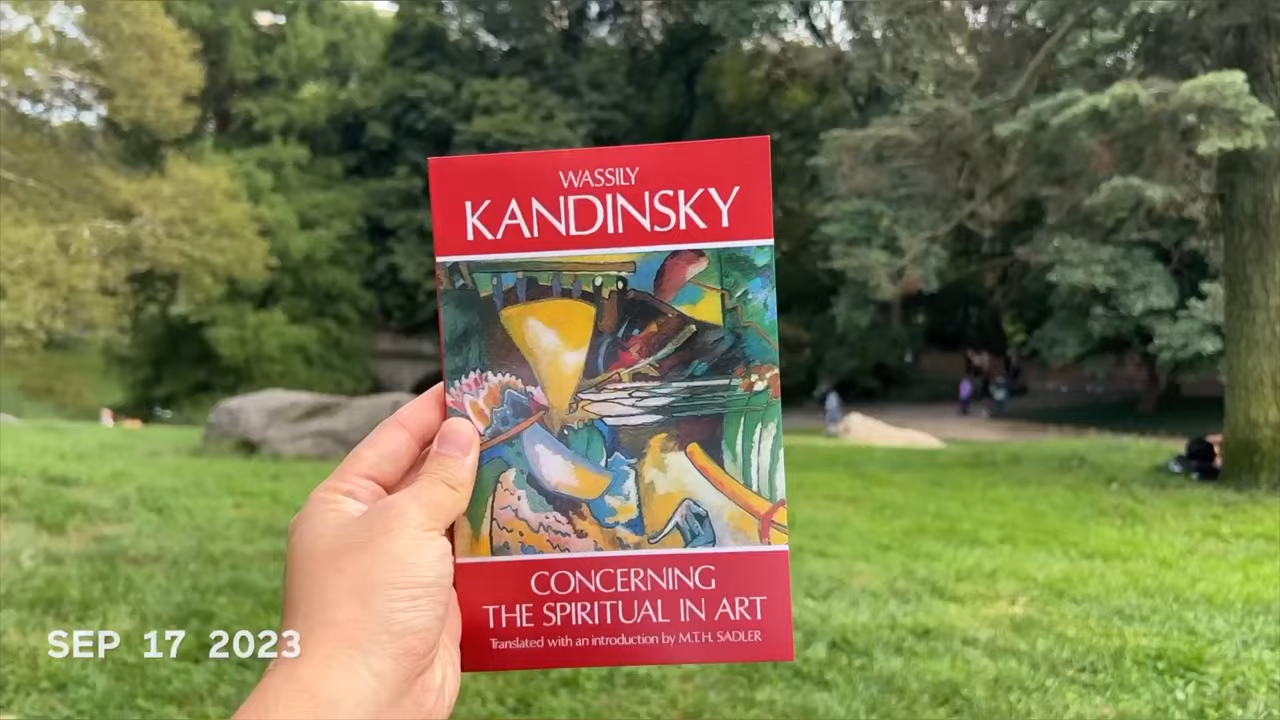 WASSILY
KANDINSKY
CONCERNING
THE SPIRITUAL IN ART
Translated with an introduction by M.T.H. SADLER
SEP 17 2023